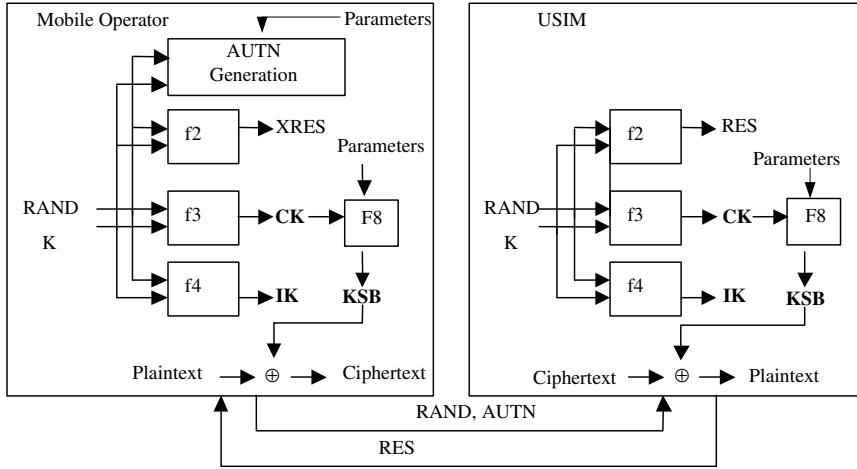 Mobile Operator
Parameters
AUTN
Generation
f2
XRES
Parameters
RAND
K
f3
CK
F8
f4
IK
KSB
Plaintext ⊕ Ciphertext
USIM
f2
RES
Parameters
RAND
K
f3
CK
F8
f4
IK
KSB
Ciphertext ⊕ Plaintext
RAND, AUTN
RES